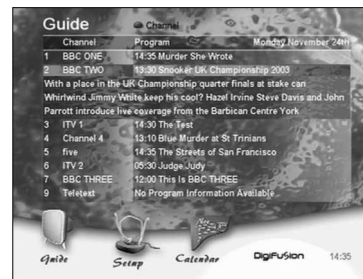 Guide Channel
Channel Program Monday, November 24th
1 BBC ONE 14:35 Murder She Wrote
2 BBC TWO 13:30 Snooker UK Championship 2003
With a place in the UK Championship quarter finals at stake can
Whirlwind Jimmy White keep his cool? Hazel Irvine Steve Davis and John
Parrott introduce live coverage from the Barbican Centre York
3 ITV 1 14:30 The Test
4 Channel 4 13:10 Blue Murder at St Trinians
5 five 14:35 The Streets of San Francisco
6 ITV 2 05:30 Judge Judy
7 BBC THREE 12:00 This Is BBC THREE
9 Teletext No Program Information Available
Guide Setup Calendar DigiFusion 14:35